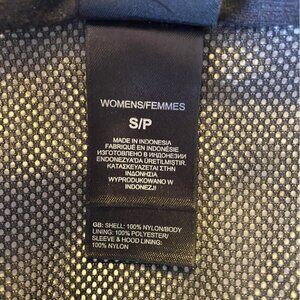 WOMENS/FEMMES
S/P
MADE IN INDONESIA
FABRIQUÉ EN INDONÉSIE
ИЗГОТОВЛЕНО В ИНДОНЕЗИИ
ENDONEZYA'DA ÜRETILMIŞTIR.
ΚΑΤΑΣΚΕΥΑΖΕΤΑΙ ΣΤΗΝ
ΙΝΔΟΝΗΣΙΑ
WYPRODUKOWANO W
INDONEZJI
GB: SHELL: 100% NYLON/BODY
LINING: 100% POLYESTER/
SLEEVE & HOOD LINING:
100% NYLON